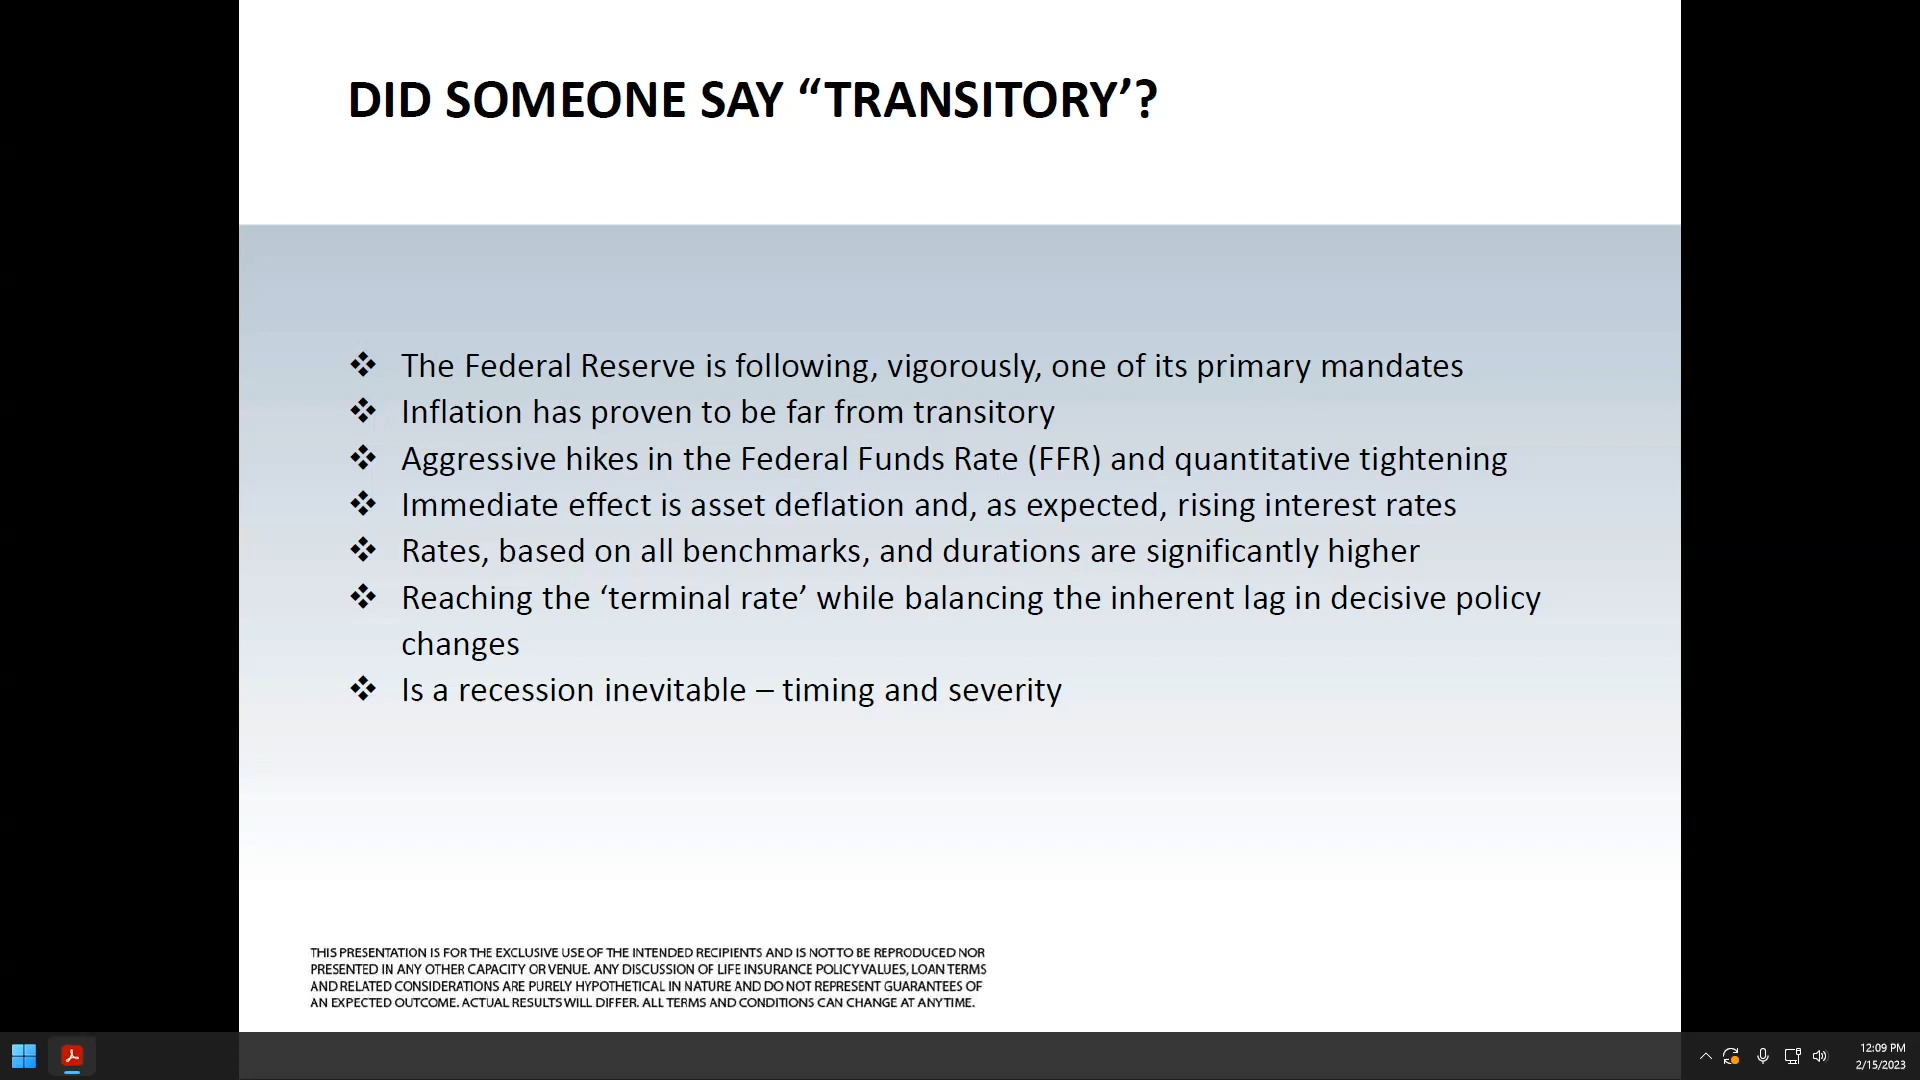 DID SOMEONE SAY “TRANSITORY’?
❖ The Federal Reserve is following, vigorously, one of its primary mandates
❖ Inflation has proven to be far from transitory
❖ Aggressive hikes in the Federal Funds Rate (FFR) and quantitative tightening
❖ Immediate effect is asset deflation and, as expected, rising interest rates
❖ Rates, based on all benchmarks, and durations are significantly higher
❖ Reaching the ‘terminal rate’ while balancing the inherent lag in decisive policy
changes
❖ Is a recession inevitable – timing and severity
THIS PRESENTATION IS FOR THE EXCLUSIVE USE OF THE INTENDED RECIPIENTS AND IS NOT TO BE REPRODUCED NOR
PRESENTED IN ANY OTHER CAPACITY OR VENUE. ANY DISCUSSION OF LIFE INSURANCE POLICY VALUES, LOAN TERMS
AND RELATED CONSIDERATIONS ARE PURELY HYPOTHETICAL IN NATURE AND DO NOT REPRESENT GUARANTEES OF
AN EXPECTED OUTCOME. ACTUAL RESULTS WILL DIFFER. ALL TERMS AND CONDITIONS CAN CHANGE AT ANYTIME.
12:09 PM
2/15/2023